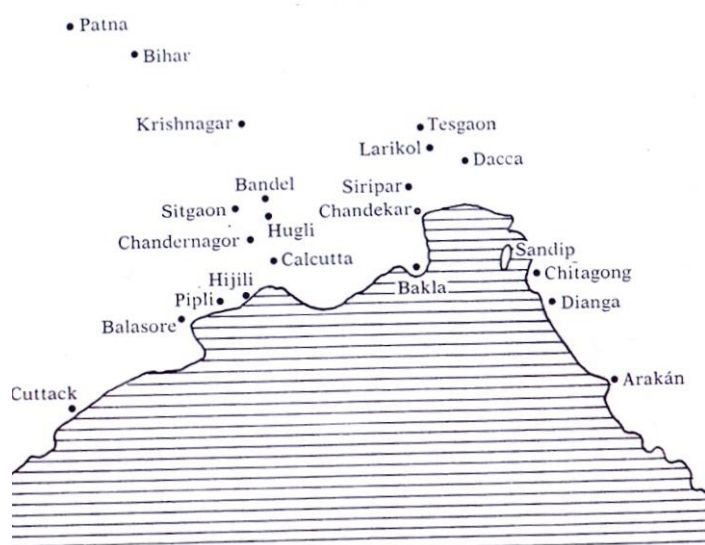 Patna
Bihar
Krishnagar
Tesgaon
Larikol
Dacca
Bandel
Siripar
Sitgaon
Chandekar
Hugli
Chandernagor
Sandip
Calcutta
Chitagong
Hijili
Bakla
Pipli
Dianga
Balasore
Arakán
Cuttack